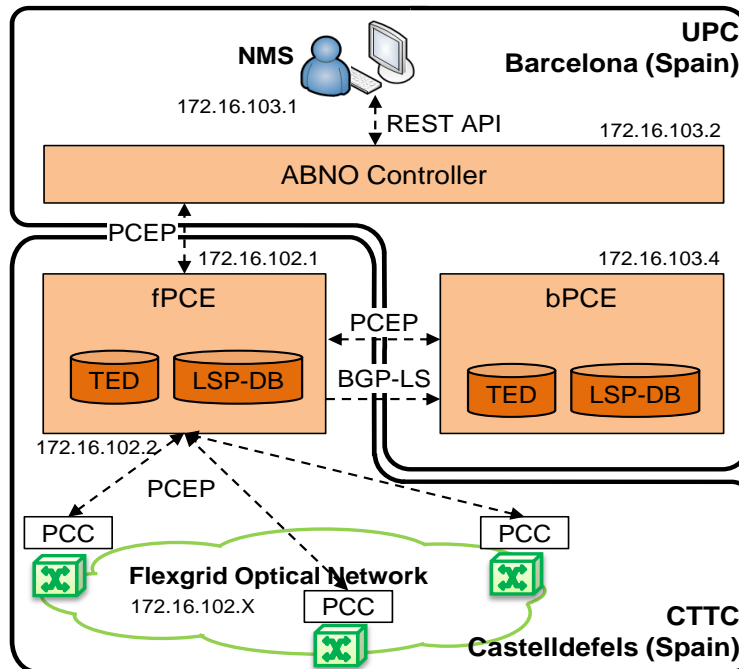 UPC
Barcelona (Spain)
NMS
172.16.103.1
REST API
172.16.103.2
ABNO Controller
PCEP
172.16.102.1
172.16.103.4
fPCE
bPCE
PCEP
TED
LSP-DB
BGP-LS
TED
LSP-DB
172.16.102.2
PCEP
PCC
PCC
Flexgrid Optical Network
172.16.102.X
PCC
CTTC
Castelldefels (Spain)